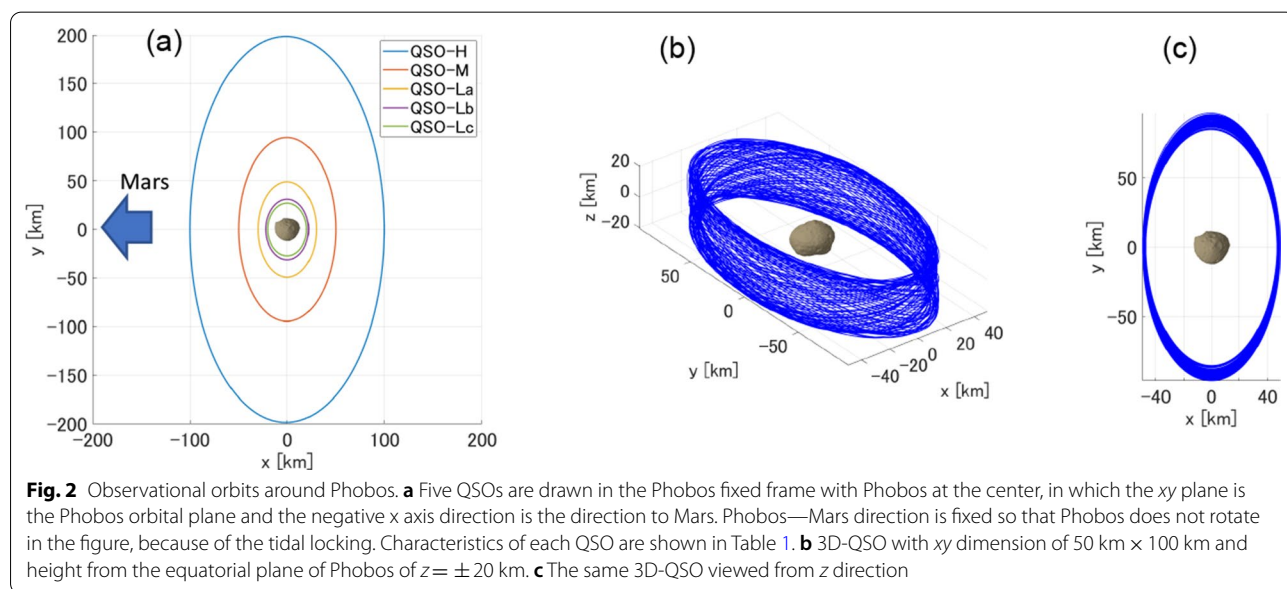 (a)
QSO-H
QSO-M
QSO-La
QSO-Lb
QSO-Lc
Mars
200
150
100
50
0
−50
−100
−150
−200
y [km]
−200
−100
0
100
200
x [km]
(b)
20
0
−20
z [km]
50
0
−50
y [km]
−40
−20
0
20
40
x [km]
(c)
50
0
−50
y [km]
−40
0
40
x [km]
Fig. 2 Observational orbits around Phobos. a Five QSOs are drawn in the Phobos fixed frame with Phobos at the center, in which the xy plane is
the Phobos orbital plane and the negative x axis direction is the direction to Mars. Phobos—Mars direction is fixed so that Phobos does not rotate
in the figure, because of the tidal locking. Characteristics of each QSO are shown in Table 1. b 3D-QSO with xy dimension of 50 km × 100 km and
height from the equatorial plane of Phobos of z= ±20 km. c The same 3D-QSO viewed from z direction